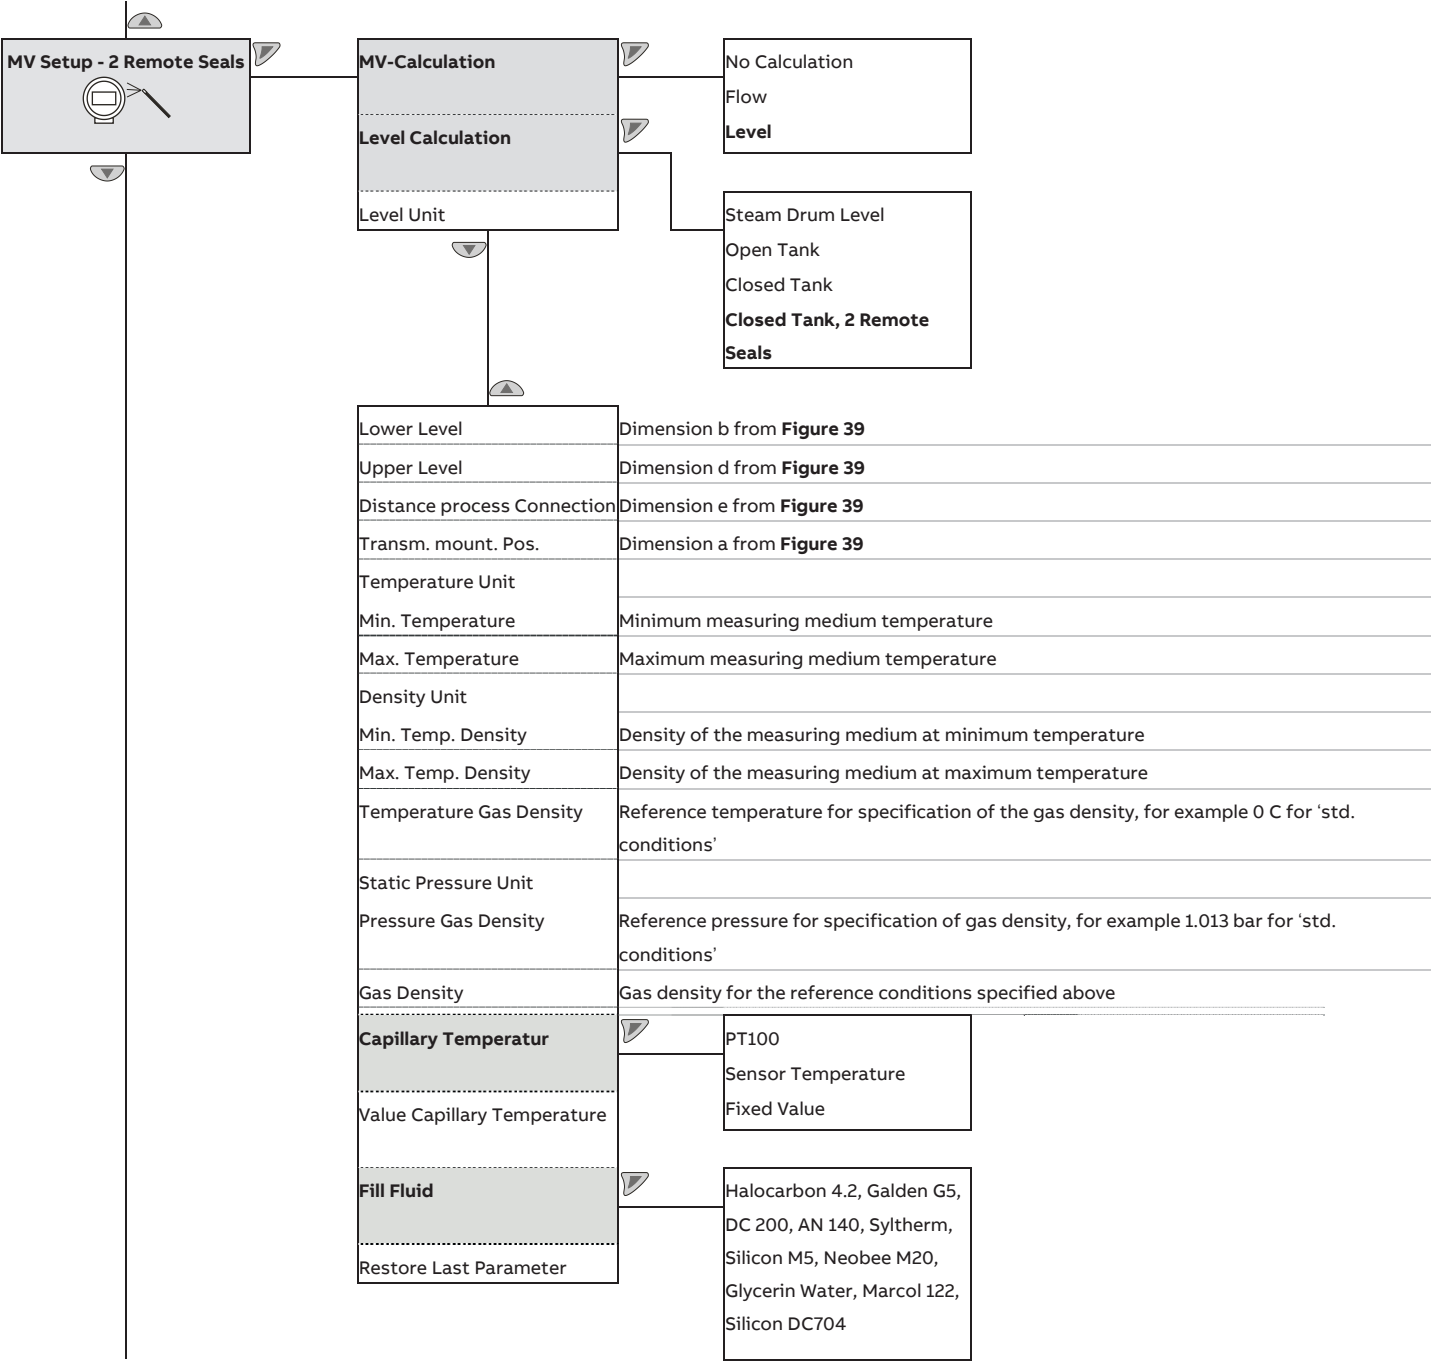 MV Setup - 2 Remote Seals
MV-Calculation
No Calculation
Flow
Level
Level Calculation
Level Unit
Steam Drum Level
Open Tank
Closed Tank
Closed Tank, 2 Remote
Seals
Lower Level Dimension b from Figure 39
Upper Level Dimension d from Figure 39
Distance process Connection Dimension e from Figure 39
Transm. mount. Pos. Dimension a from Figure 39
Temperature Unit
Min. Temperature Minimum measuring medium temperature
Max. Temperature Maximum measuring medium temperature
Density Unit
Min. Temp. Density Density of the measuring medium at minimum temperature
Max. Temp. Density Density of the measuring medium at maximum temperature
Temperature Gas Density Reference temperature for specification of the gas density, for example 0 C for ‘std.
conditions’
Static Pressure Unit
Pressure Gas Density Reference pressure for specification of gas density, for example 1.013 bar for ‘std.
conditions’
Gas Density Gas density for the reference conditions specified above
Capillary Temperatur
PT100
Sensor Temperature
Fixed Value
Value Capillary Temperature
Fill Fluid
Halocarbon 4.2, Galden G5,
DC 200, AN 140, Syltherm,
Silicon M5, Neobee M20,
Glycerin Water, Marcol 122,
Silicon DC704
Restore Last Parameter